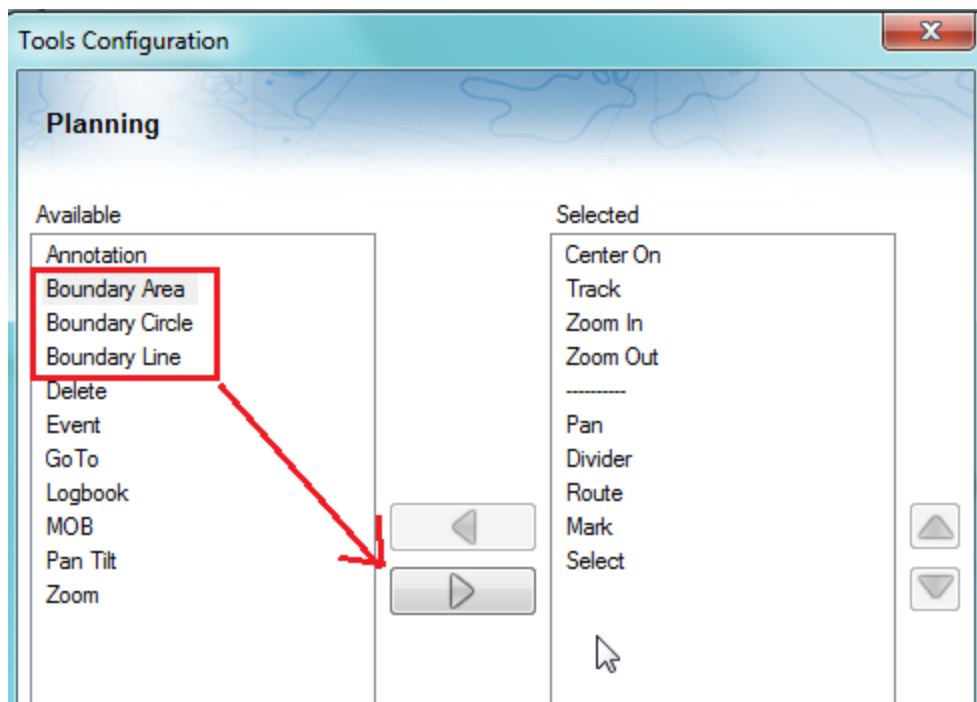 Tools Configuration
Planning
Available
Annotation
Boundary Area
Boundary Circle
Boundary Line
Delete
Event
GoTo
Logbook
MOB
Pan Tilt
Zoom
Selected
Center On
Track
Zoom In
Zoom Out
----------
Pan
Divider
Route
Mark
Select